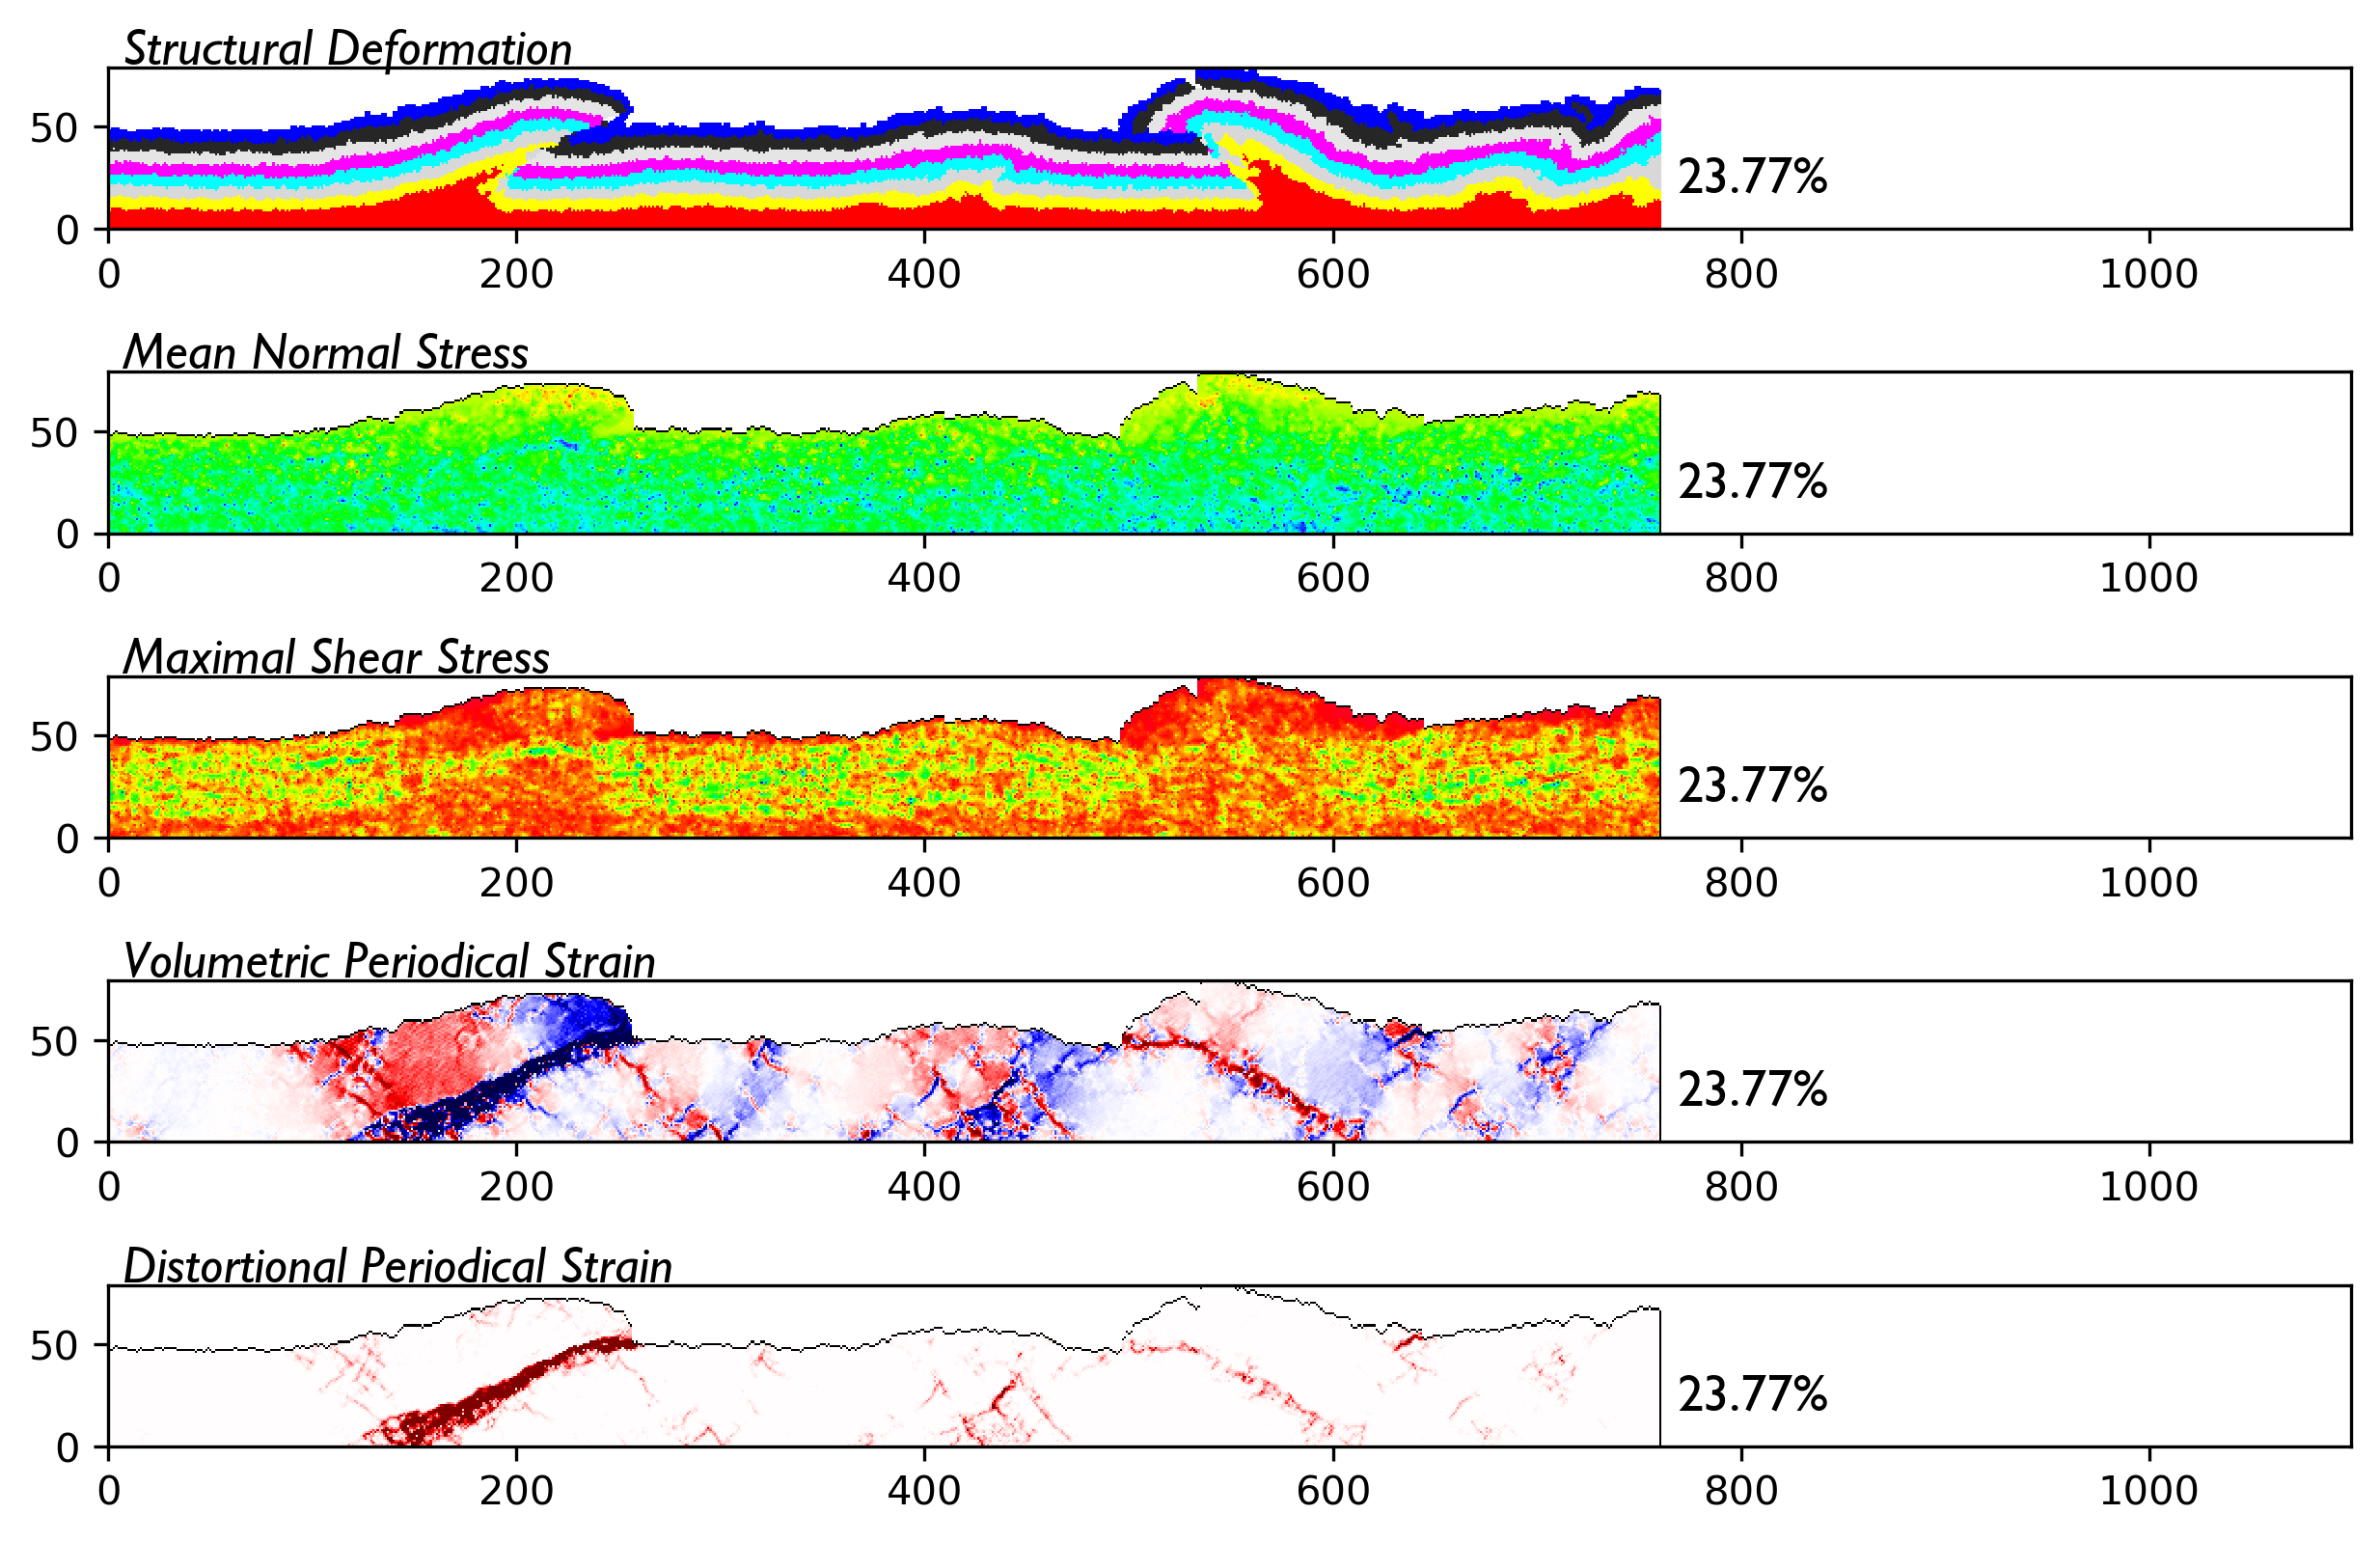 Structural Deformation
50
0
23.77%
0 200 400 600 800 1000
Mean Normal Stress
50
0
23.77%
0 200 400 600 800 1000
Maximal Shear Stress
50
0
23.77%
0 200 400 600 800 1000
Volumetric Periodical Strain
50
0
23.77%
0 200 400 600 800 1000
Distortional Periodical Strain
50
0
23.77%
0 200 400 600 800 1000